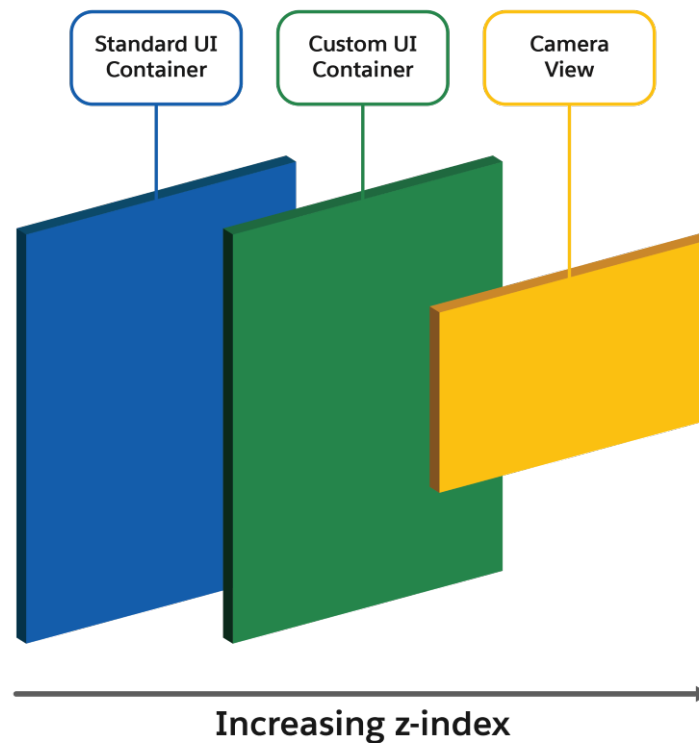 Standard UI
Container
Custom UI
Container
Camera
View
Increasing z-index